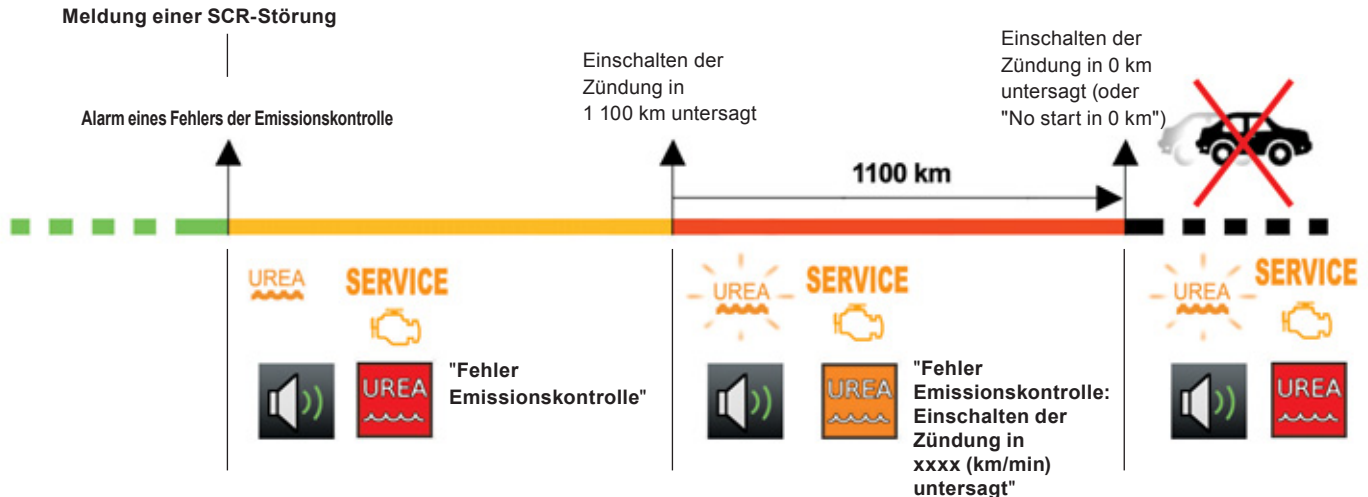 Meldung einer SCR-Störung
Alarm eines Fehlers der Emissionskontrolle
Einschalten der
Zündung in
1 100 km untersagt
Einschalten der
Zündung in 0 km
untersagt (oder
"No start in 0 km")
1100 km
UREA
SERVICE
UREA
"Fehler
Emissionskontrolle"
UREA
SERVICE
UREA
"Fehler
Emissionskontrolle:
Einschalten der
Zündung in
xxxx (km/min)
untersagt"
UREA
SERVICE
UREA